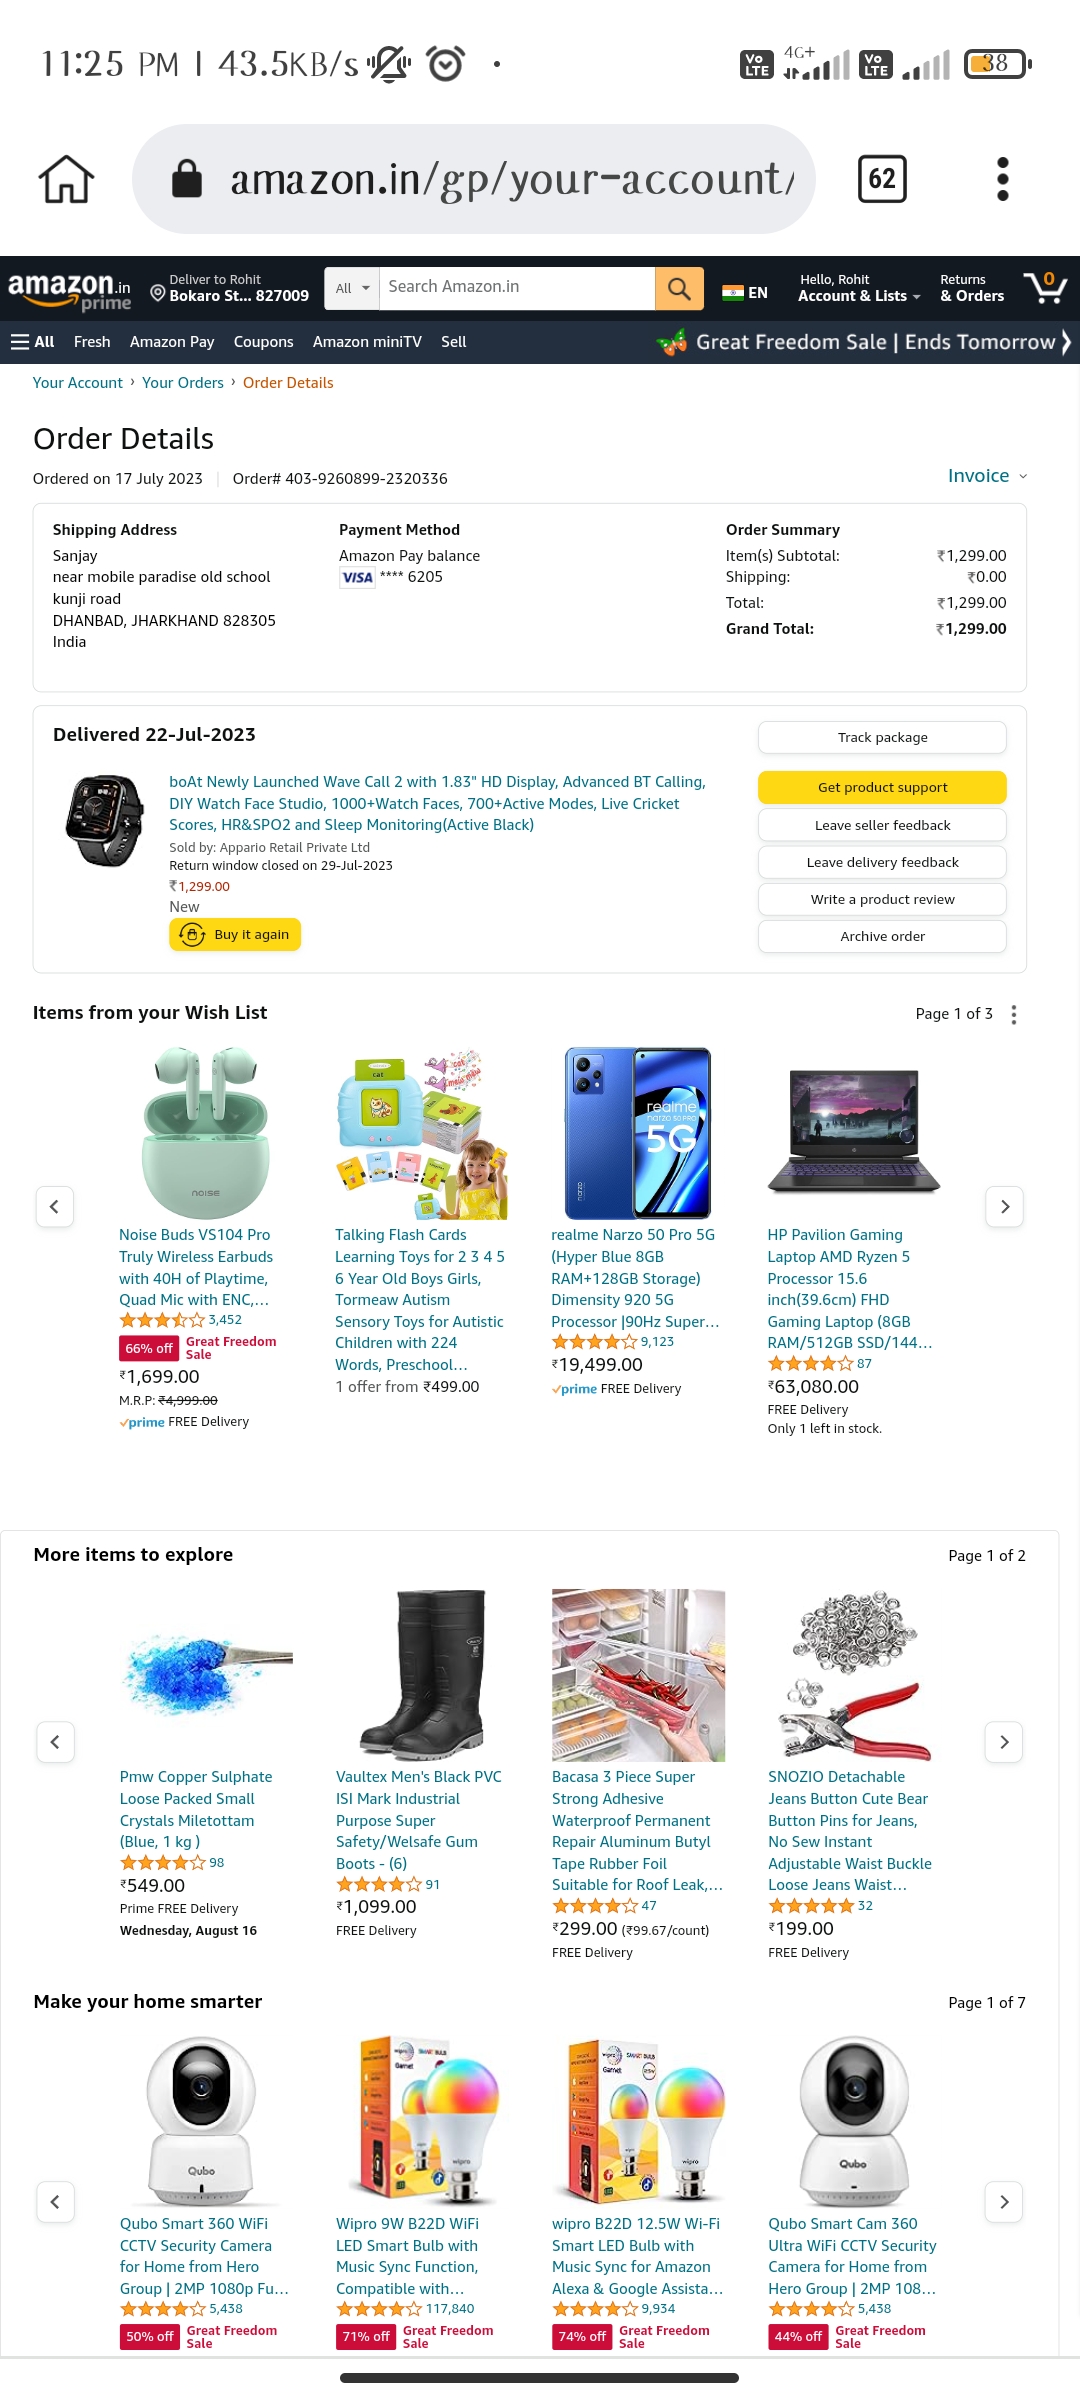 11:25 PM | 43.5KB/s
Vo LTE 4G+ Vo LTE 38
amazon.in/gp/your-account/
62
amazon.in prime
Deliver to Rohit
Bokaro St... 827009
All Search Amazon.in
EN
Hello, Rohit
Account & Lists
Returns
& Orders
0
All Fresh Amazon Pay Coupons Amazon miniTV Sell
Great Freedom Sale | Ends Tomorrow
Your Account › Your Orders › Order Details
Order Details
Ordered on 17 July 2023 | Order# 403-9260899-2320336
Invoice
Shipping Address
Sanjay
near mobile paradise old school
kunji road
DHANBAD, JHARKHAND 828305
India
Payment Method
Amazon Pay balance
VISA **** 6205
Order Summary
Item(s) Subtotal: ₹1,299.00
Shipping: ₹0.00
Total: ₹1,299.00
Grand Total: ₹1,299.00
Delivered 22-Jul-2023
boAt Newly Launched Wave Call 2 with 1.83" HD Display, Advanced BT Calling,
DIY Watch Face Studio, 1000+Watch Faces, 700+Active Modes, Live Cricket
Scores, HR&SPO2 and Sleep Monitoring(Active Black)
Sold by: Appario Retail Private Ltd
Return window closed on 29-Jul-2023
₹1,299.00
New
Buy it again
Track package
Get product support
Leave seller feedback
Leave delivery feedback
Write a product review
Archive order
Items from your Wish List
Page 1 of 3
noise
Noise Buds VS104 Pro
Truly Wireless Earbuds
with 40H of Playtime,
Quad Mic with ENC,...
3,452
66% off Great Freedom
Sale
₹1,699.00
M.R.P: ₹4,999.00
prime FREE Delivery
cat
Talking Flash Cards
Learning Toys for 2 3 4 5
6 Year Old Boys Girls,
Tormeaw Autism
Sensory Toys for Autistic
Children with 224
Words, Preschool...
1 offer from ₹499.00
realme
narzo 50 PRO
5G
narzo
realme Narzo 50 Pro 5G
(Hyper Blue 8GB
RAM+128GB Storage)
Dimensity 920 5G
Processor |90Hz Super...
9,123
₹19,499.00
prime FREE Delivery
HP Pavilion Gaming
Laptop AMD Ryzen 5
Processor 15.6
inch(39.6cm) FHD
Gaming Laptop (8GB
RAM/512GB SSD/144...
87
₹63,080.00
FREE Delivery
Only 1 left in stock.
More items to explore
Page 1 of 2
Pmw Copper Sulphate
Loose Packed Small
Crystals Miletottam
(Blue, 1 kg )
98
₹549.00
Prime FREE Delivery
Wednesday, August 16
Vaultex Men's Black PVC
ISI Mark Industrial
Purpose Super
Safety/Welsafe Gum
Boots - (6)
91
₹1,099.00
FREE Delivery
Bacasa 3 Piece Super
Strong Adhesive
Waterproof Permanent
Repair Aluminum Butyl
Tape Rubber Foil
Suitable for Roof Leak,...
47
₹299.00 (₹99.67/count)
FREE Delivery
SNOZIO Detachable
Jeans Button Cute Bear
Button Pins for Jeans,
No Sew Instant
Adjustable Waist Buckle
Loose Jeans Waist...
32
₹199.00
FREE Delivery
Make your home smarter
Page 1 of 7
Qubo
Qubo Smart 360 WiFi
CCTV Security Camera
for Home from Hero
Group | 2MP 1080p Fu...
5,438
50% off Great Freedom
Sale
wipro SMART BULB
Garnet
wipro
Wipro 9W B22D WiFi
LED Smart Bulb with
Music Sync Function,
Compatible with...
117,840
71% off Great Freedom
Sale
wipro SMART BULB
Garnet
wipro
wipro B22D 12.5W Wi-Fi
Smart LED Bulb with
Music Sync for Amazon
Alexa & Google Assista...
9,934
74% off Great Freedom
Sale
Qubo
Qubo Smart Cam 360
Ultra WiFi CCTV Security
Camera for Home from
Hero Group | 2MP 108...
5,438
44% off Great Freedom
Sale